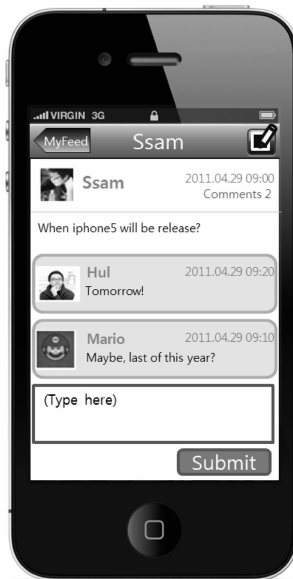 VIRGIN 3G
MyFeed Ssam
Ssam 2011.04.29 09:00
Comments 2
When iphone5 will be release?
Hul 2011.04.29 09:20
Tomorrow!
Mario 2011.04.29 09:10
Maybe, last of this year?
(Type here)
Submit